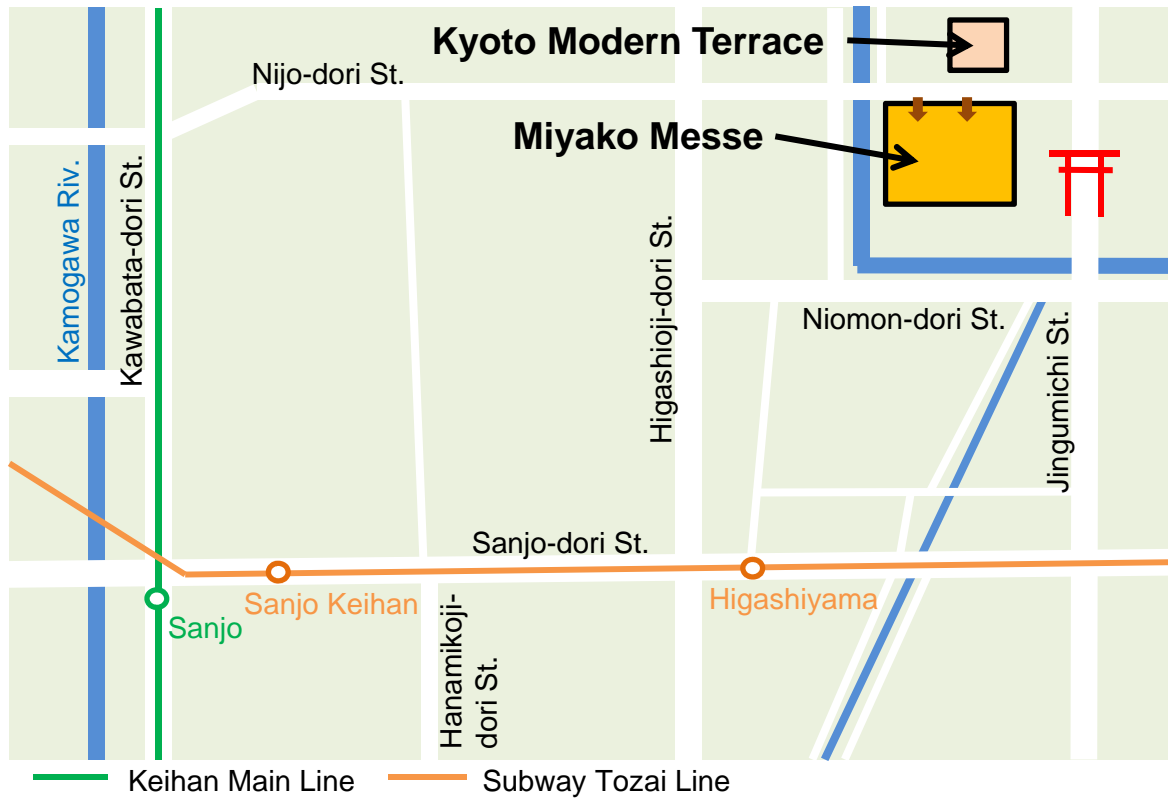 Kyoto Modern Terrace
Nijo-dori St.
Miyako Messe
Kamogawa Riv.
Kawabata-dori St.
Higashioji-dori St.
Niomon-dori St.
Jingumichi St.
Sanjo-dori St.
Sanjo Keihan
Higashiyama
Sanjo
Hanamikoji-
dori St.
Keihan Main Line
Subway Tozai Line